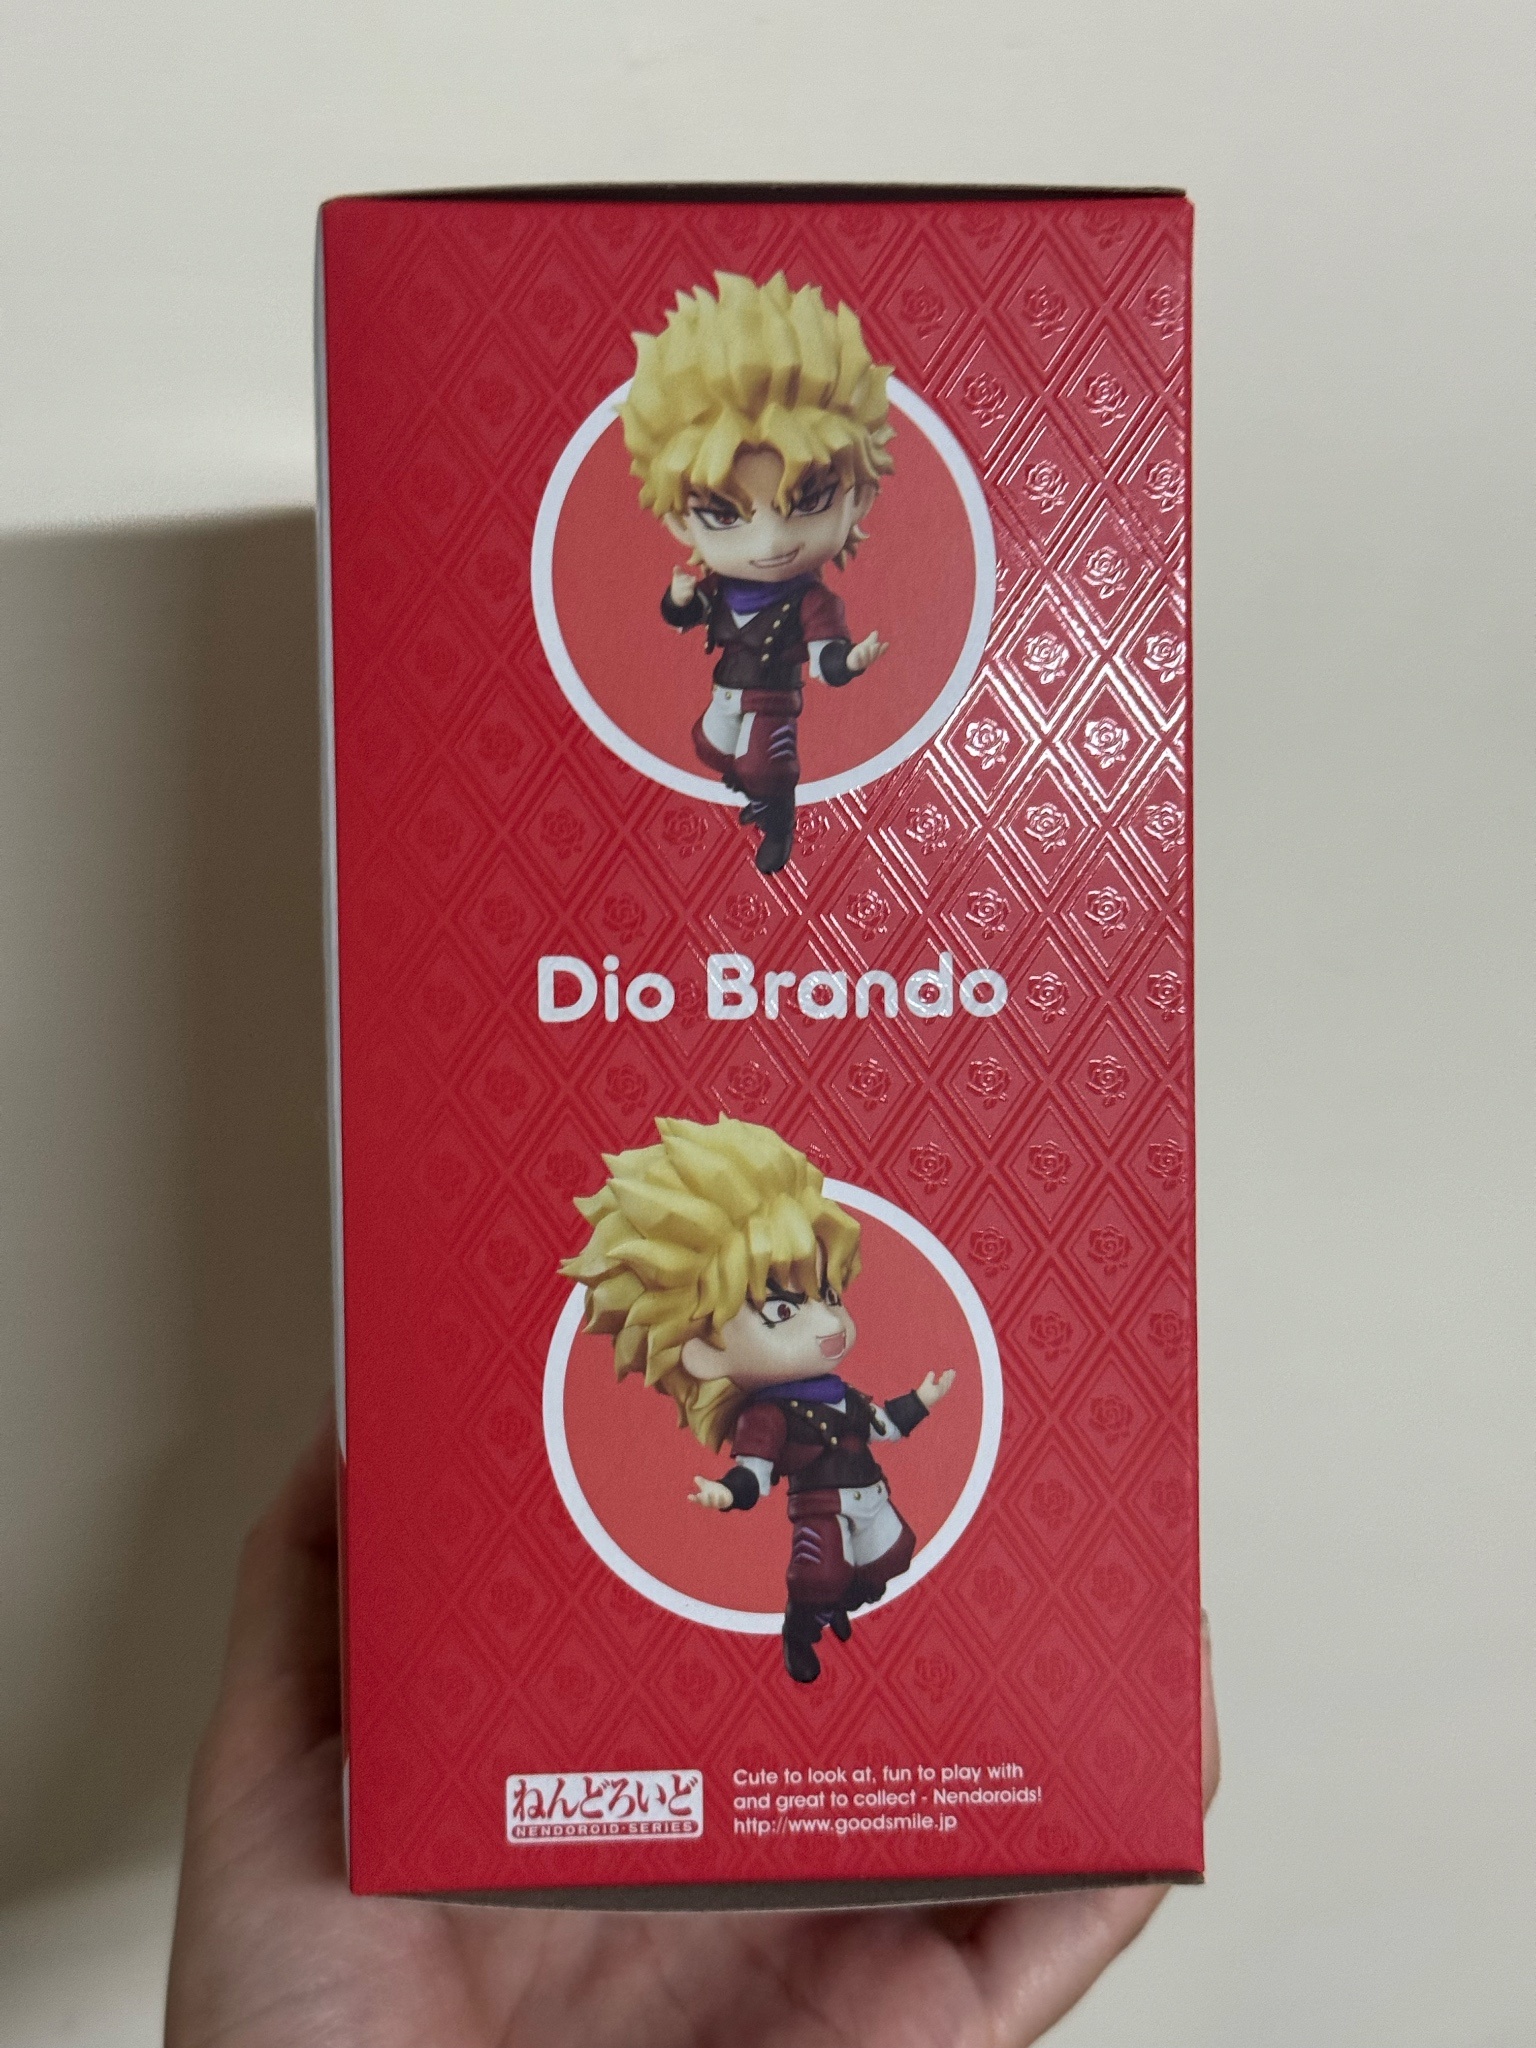 Dio Brando
ねんどろいど
NENDOROID·SERIES
Cute to look at, fun to play with
and great to collect - Nendoroids!
http://www.goodsmile.jp